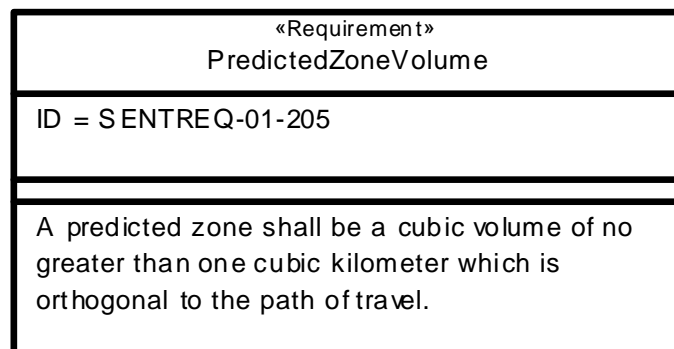 «Requirement»
PredictedZoneVolume
ID = SENTREQ-01-205
A predicted zone shall be a cubic volume of no
greater than one cubic kilometer which is
orthogonal to the path of travel.